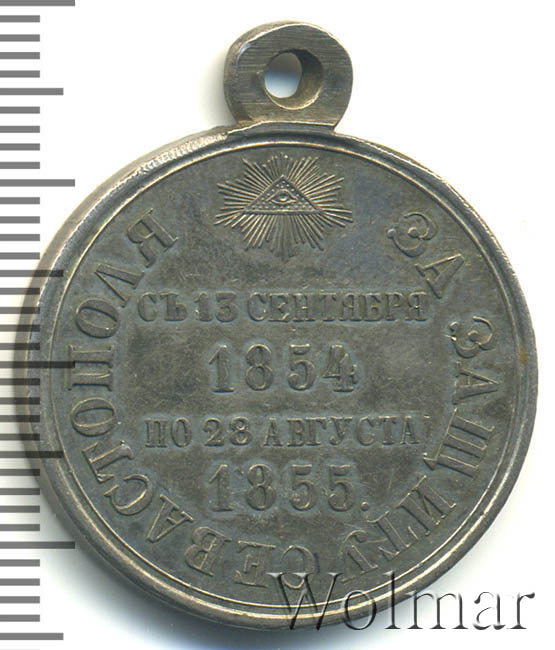 ЗА ЗАЩИТУ СЕВАСТОПОЛЯ
СЪ 13 СЕНТЯБРЯ
1854
ПО 28 АВГУСТА
1855.
Wolmar